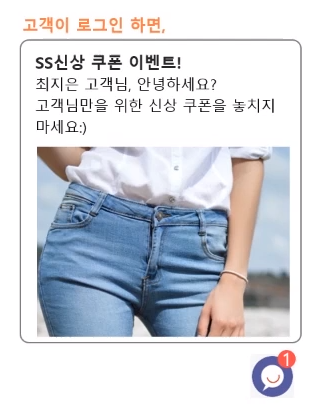 고객이 로그인 하면,
SS신상 쿠폰 이벤트!
최지은 고객님, 안녕하세요?
고객님만을 위한 신상 쿠폰을 놓치지
마세요:)
1